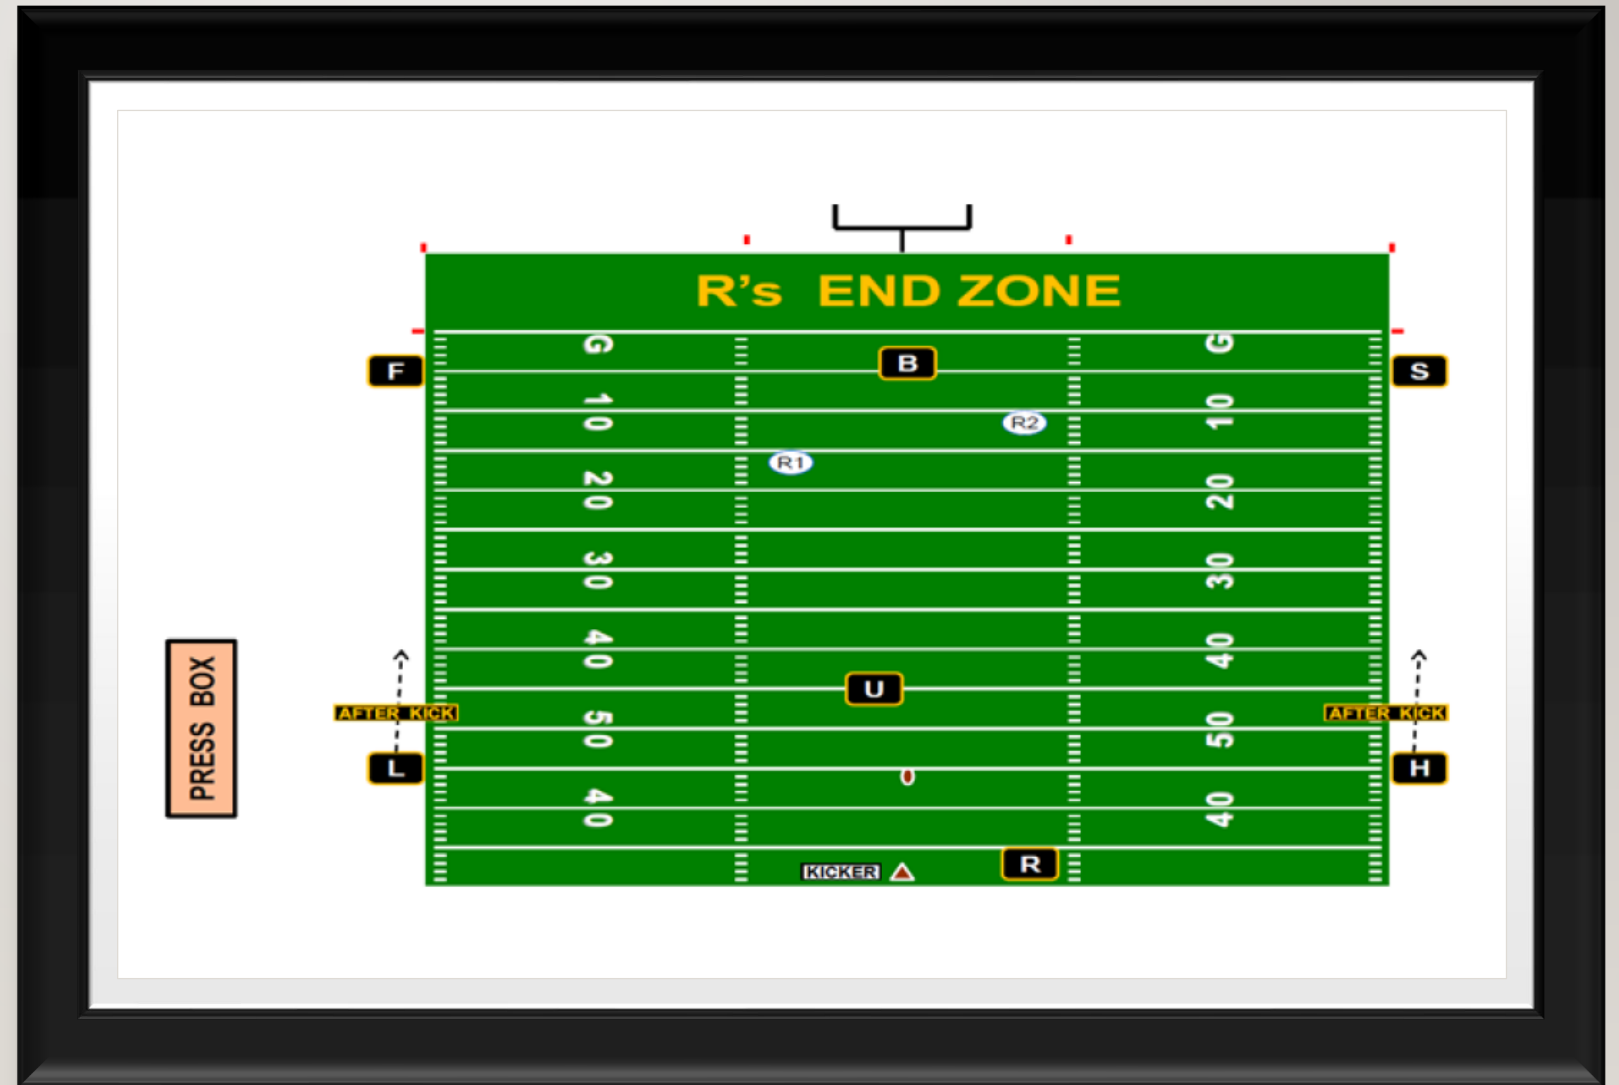 R's END ZONE
G G
F B S
10 10
R2
R1
20 20
30 30
40 40
U
AFTER KICK AFTER KICK
50 50
L H
40 40
KICKER R
PRESS BOX